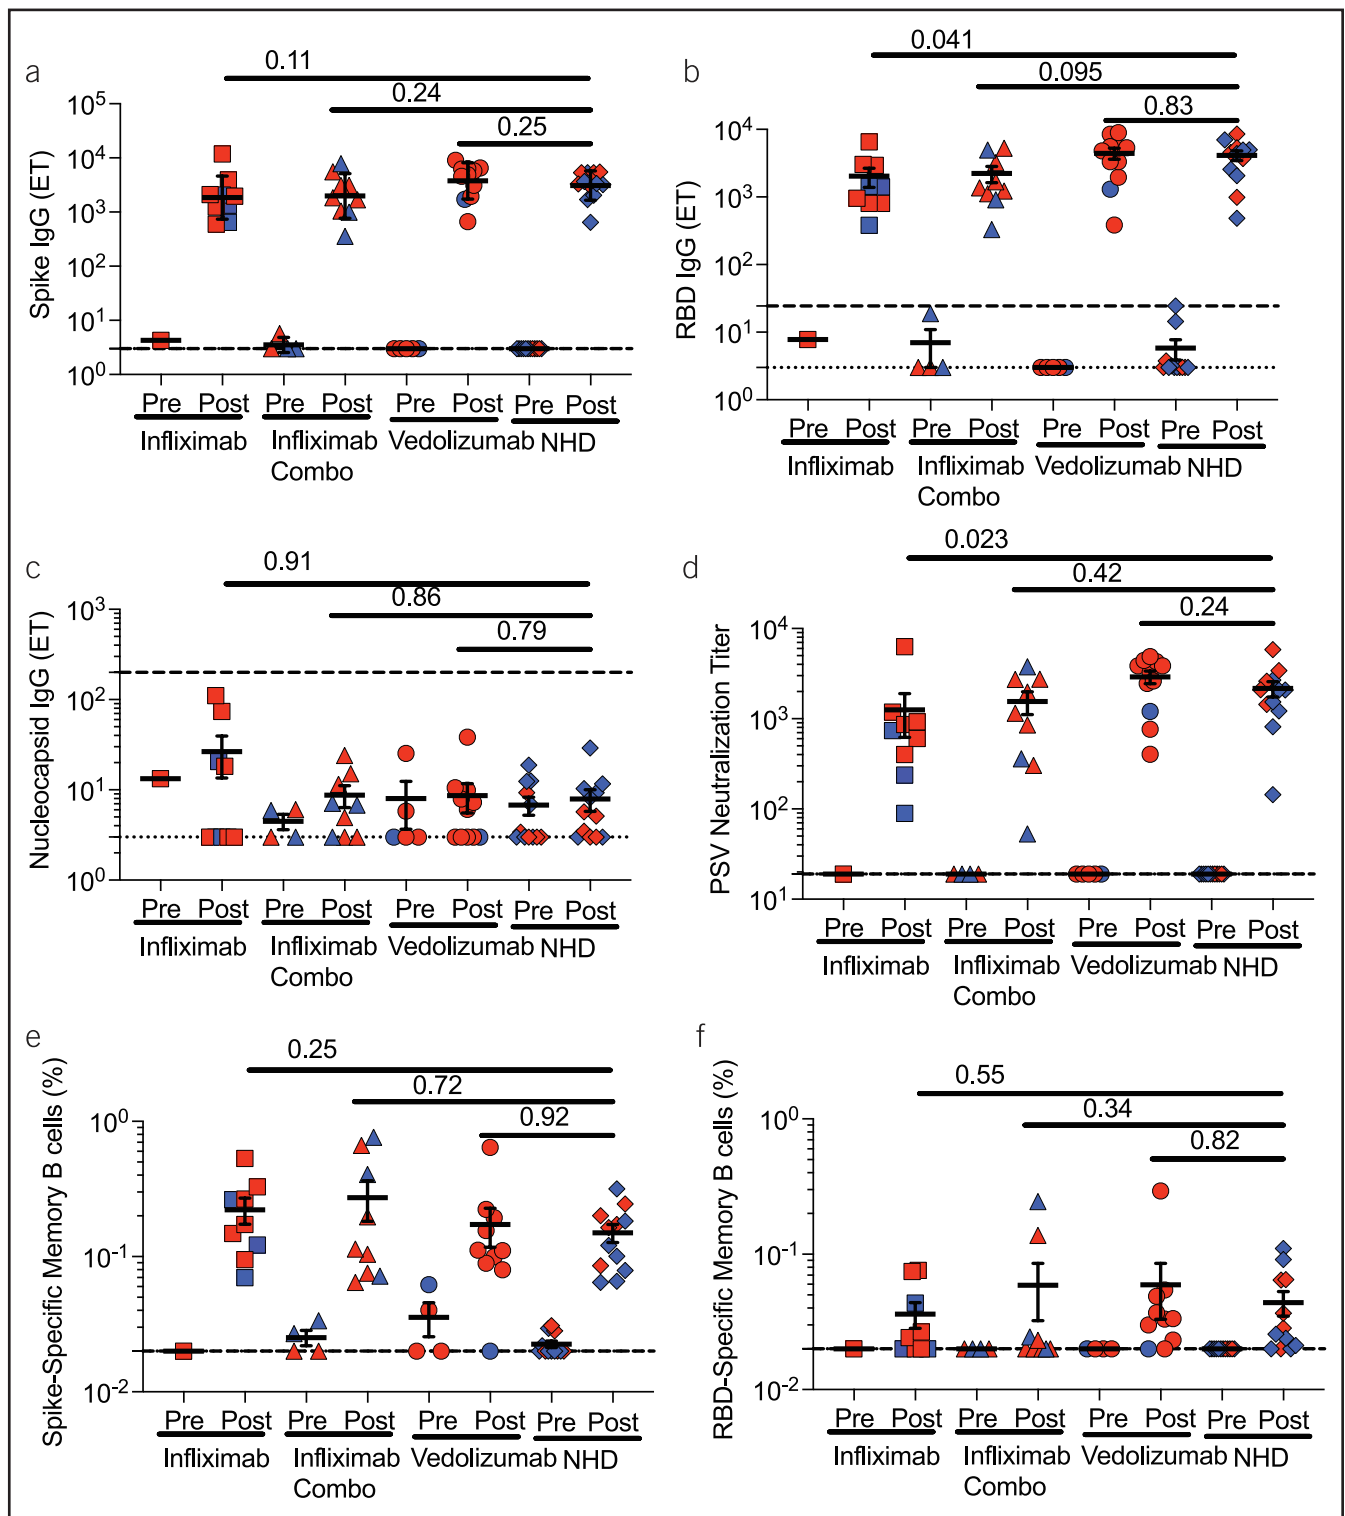 a
0.11
0.24
0.25
Spike IgG (ET)
10^5
10^4
10^3
10^2
10^1
10^0
Pre Post Pre Post Pre Post Pre Post
Infliximab Infliximab Combo Vedolizumab NHD
b
0.041
0.095
0.83
RBD IgG (ET)
10^4
10^3
10^2
10^1
10^0
Pre Post Pre Post Pre Post Pre Post
Infliximab Infliximab Combo Vedolizumab NHD
c
0.91
0.86
0.79
Nucleocapsid IgG (ET)
10^3
10^2
10^1
10^0
Pre Post Pre Post Pre Post Pre Post
Infliximab Infliximab Combo Vedolizumab NHD
d
0.023
0.42
0.24
PSV Neutralization Titer
10^4
10^3
10^2
10^1
Pre Post Pre Post Pre Post Pre Post
Infliximab Infliximab Combo Vedolizumab NHD
e
0.25
0.72
0.92
Spike-Specific Memory B cells (%)
10^0
10^-1
10^-2
Pre Post Pre Post Pre Post Pre Post
Infliximab Infliximab Combo Vedolizumab NHD
f
0.55
0.34
0.82
RBD-Specific Memory B cells (%)
10^0
10^-1
10^-2
Pre Post Pre Post Pre Post Pre Post
Infliximab Infliximab Combo Vedolizumab NHD